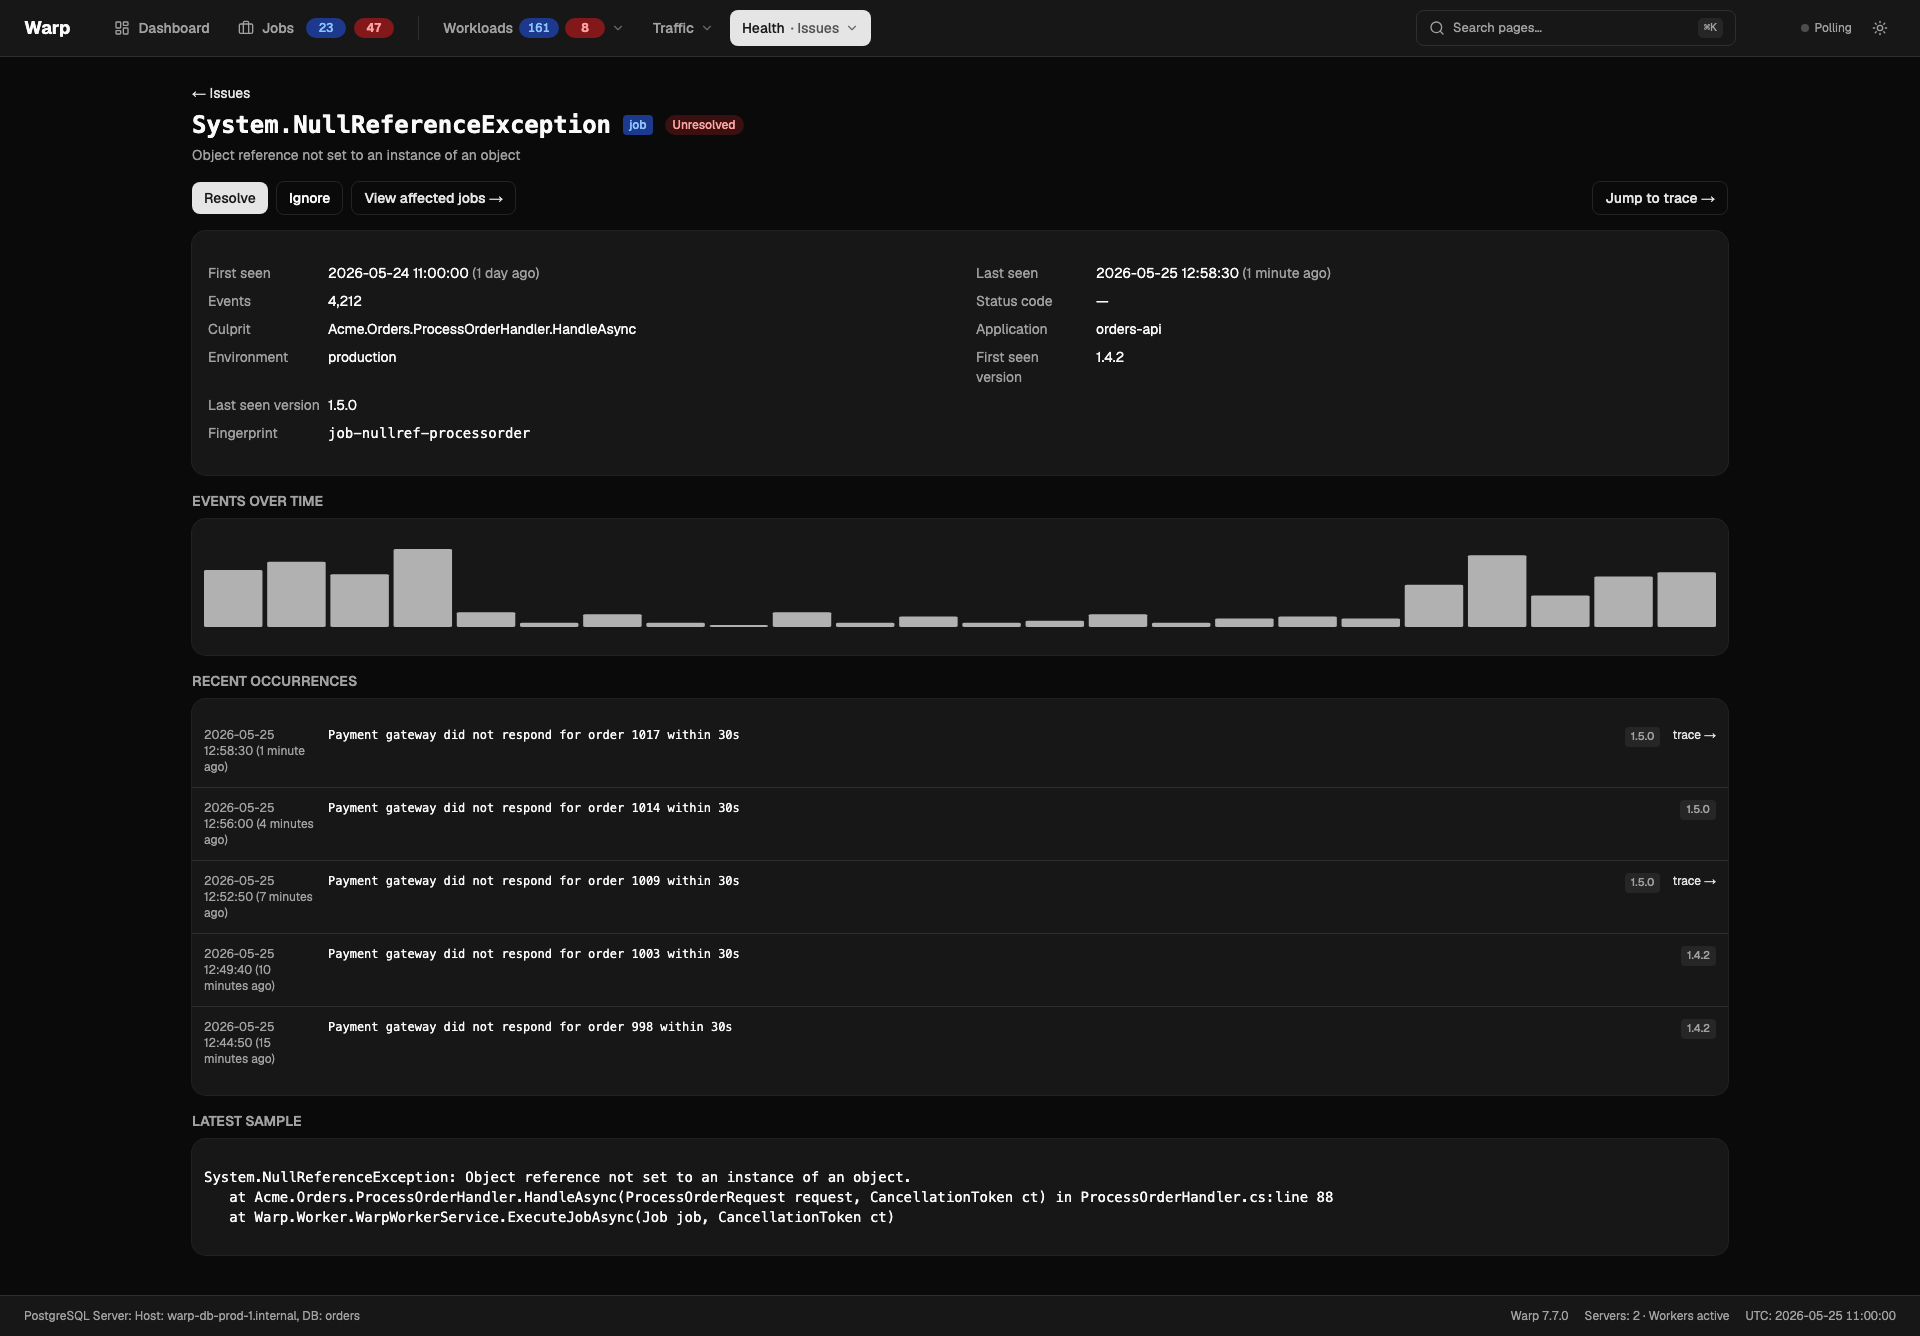 Warp
Dashboard
Jobs 23 47
Workloads 161 8
Traffic
Health · Issues
Search pages... ⌘K
Polling
← Issues
System.NullReferenceException job Unresolved
Object reference not set to an instance of an object
Resolve Ignore View affected jobs → Jump to trace →
First seen 2026-05-24 11:00:00 (1 day ago)
Last seen 2026-05-25 12:58:30 (1 minute ago)
Events 4,212
Status code —
Culprit Acme.Orders.ProcessOrderHandler.HandleAsync
Application orders-api
Environment production
First seen version 1.4.2
Last seen version 1.5.0
Fingerprint job-nullref-processorder
EVENTS OVER TIME
RECENT OCCURRENCES
2026-05-25
12:58:30 (1 minute
ago)
Payment gateway did not respond for order 1017 within 30s 1.5.0 trace →
2026-05-25
12:56:00 (4 minutes
ago)
Payment gateway did not respond for order 1014 within 30s 1.5.0
2026-05-25
12:52:50 (7 minutes
ago)
Payment gateway did not respond for order 1009 within 30s 1.5.0 trace →
2026-05-25
12:49:40 (10
minutes ago)
Payment gateway did not respond for order 1003 within 30s 1.4.2
2026-05-25
12:44:50 (15
minutes ago)
Payment gateway did not respond for order 998 within 30s 1.4.2
LATEST SAMPLE
System.NullReferenceException: Object reference not set to an instance of an object.
at Acme.Orders.ProcessOrderHandler.HandleAsync(ProcessOrderRequest request, CancellationToken ct) in ProcessOrderHandler.cs:line 88
at Warp.Worker.WarpWorkerService.ExecuteJobAsync(Job job, CancellationToken ct)
PostgreSQL Server: Host: warp-db-prod-1.internal, DB: orders
Warp 7.7.0 Servers: 2 · Workers active UTC: 2026-05-25 11:00:00